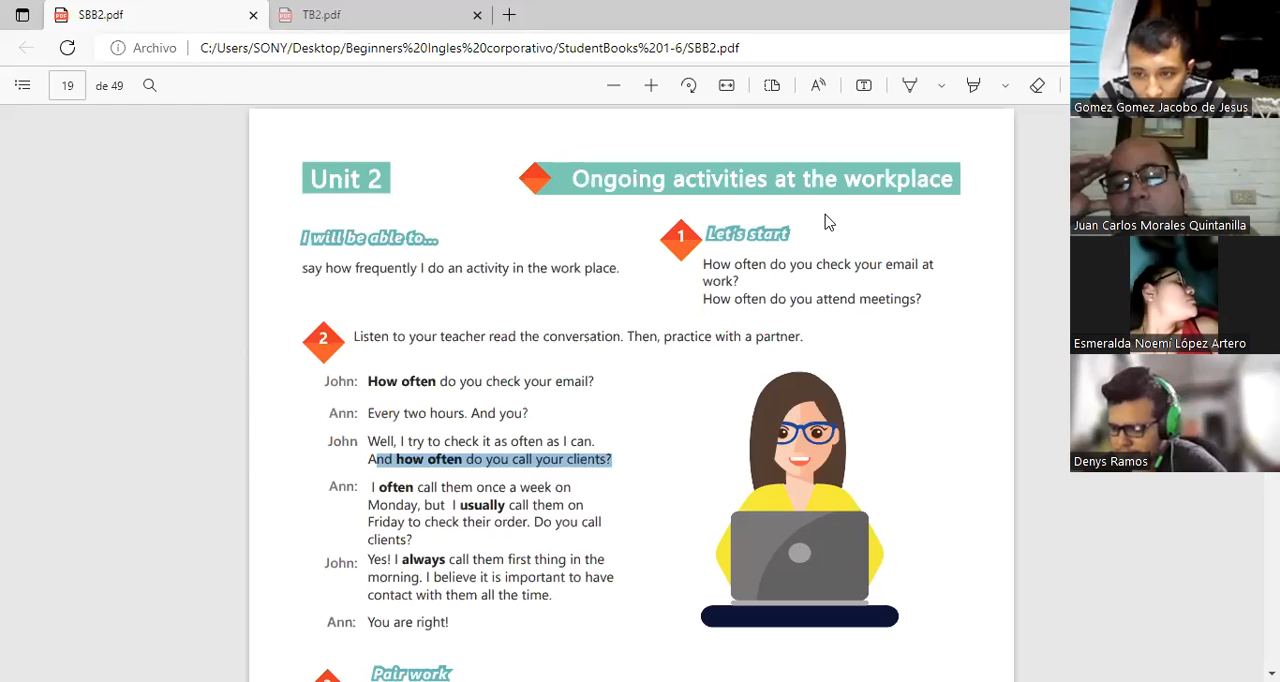 SBB2.pdf
TB2.pdf
Archivo
C:/Users/SONY/Desktop/Beginners%20Ingles%20corporativo/StudentBooks%201-6/SBB2.pdf
19 de 49
Unit 2
Ongoing activities at the workplace
I will be able to...
say how frequently I do an activity in the work place.
1 Let's start
How often do you check your email at
work?
How often do you attend meetings?
2 Listen to your teacher read the conversation. Then, practice with a partner.
John: How often do you check your email?
Ann: Every two hours. And you?
John Well, I try to check it as often as I can.
And how often do you call your clients?
Ann: I often call them once a week on
Monday, but I usually call them on
Friday to check their order. Do you call
clients?
John: Yes! I always call them first thing in the
morning. I believe it is important to have
contact with them all the time.
Ann: You are right!
Pair work
Gomez Gomez Jacobo de Jesus
Juan Carlos Morales Quintanilla
Esmeralda Noemí López Artero
Denys Ramos